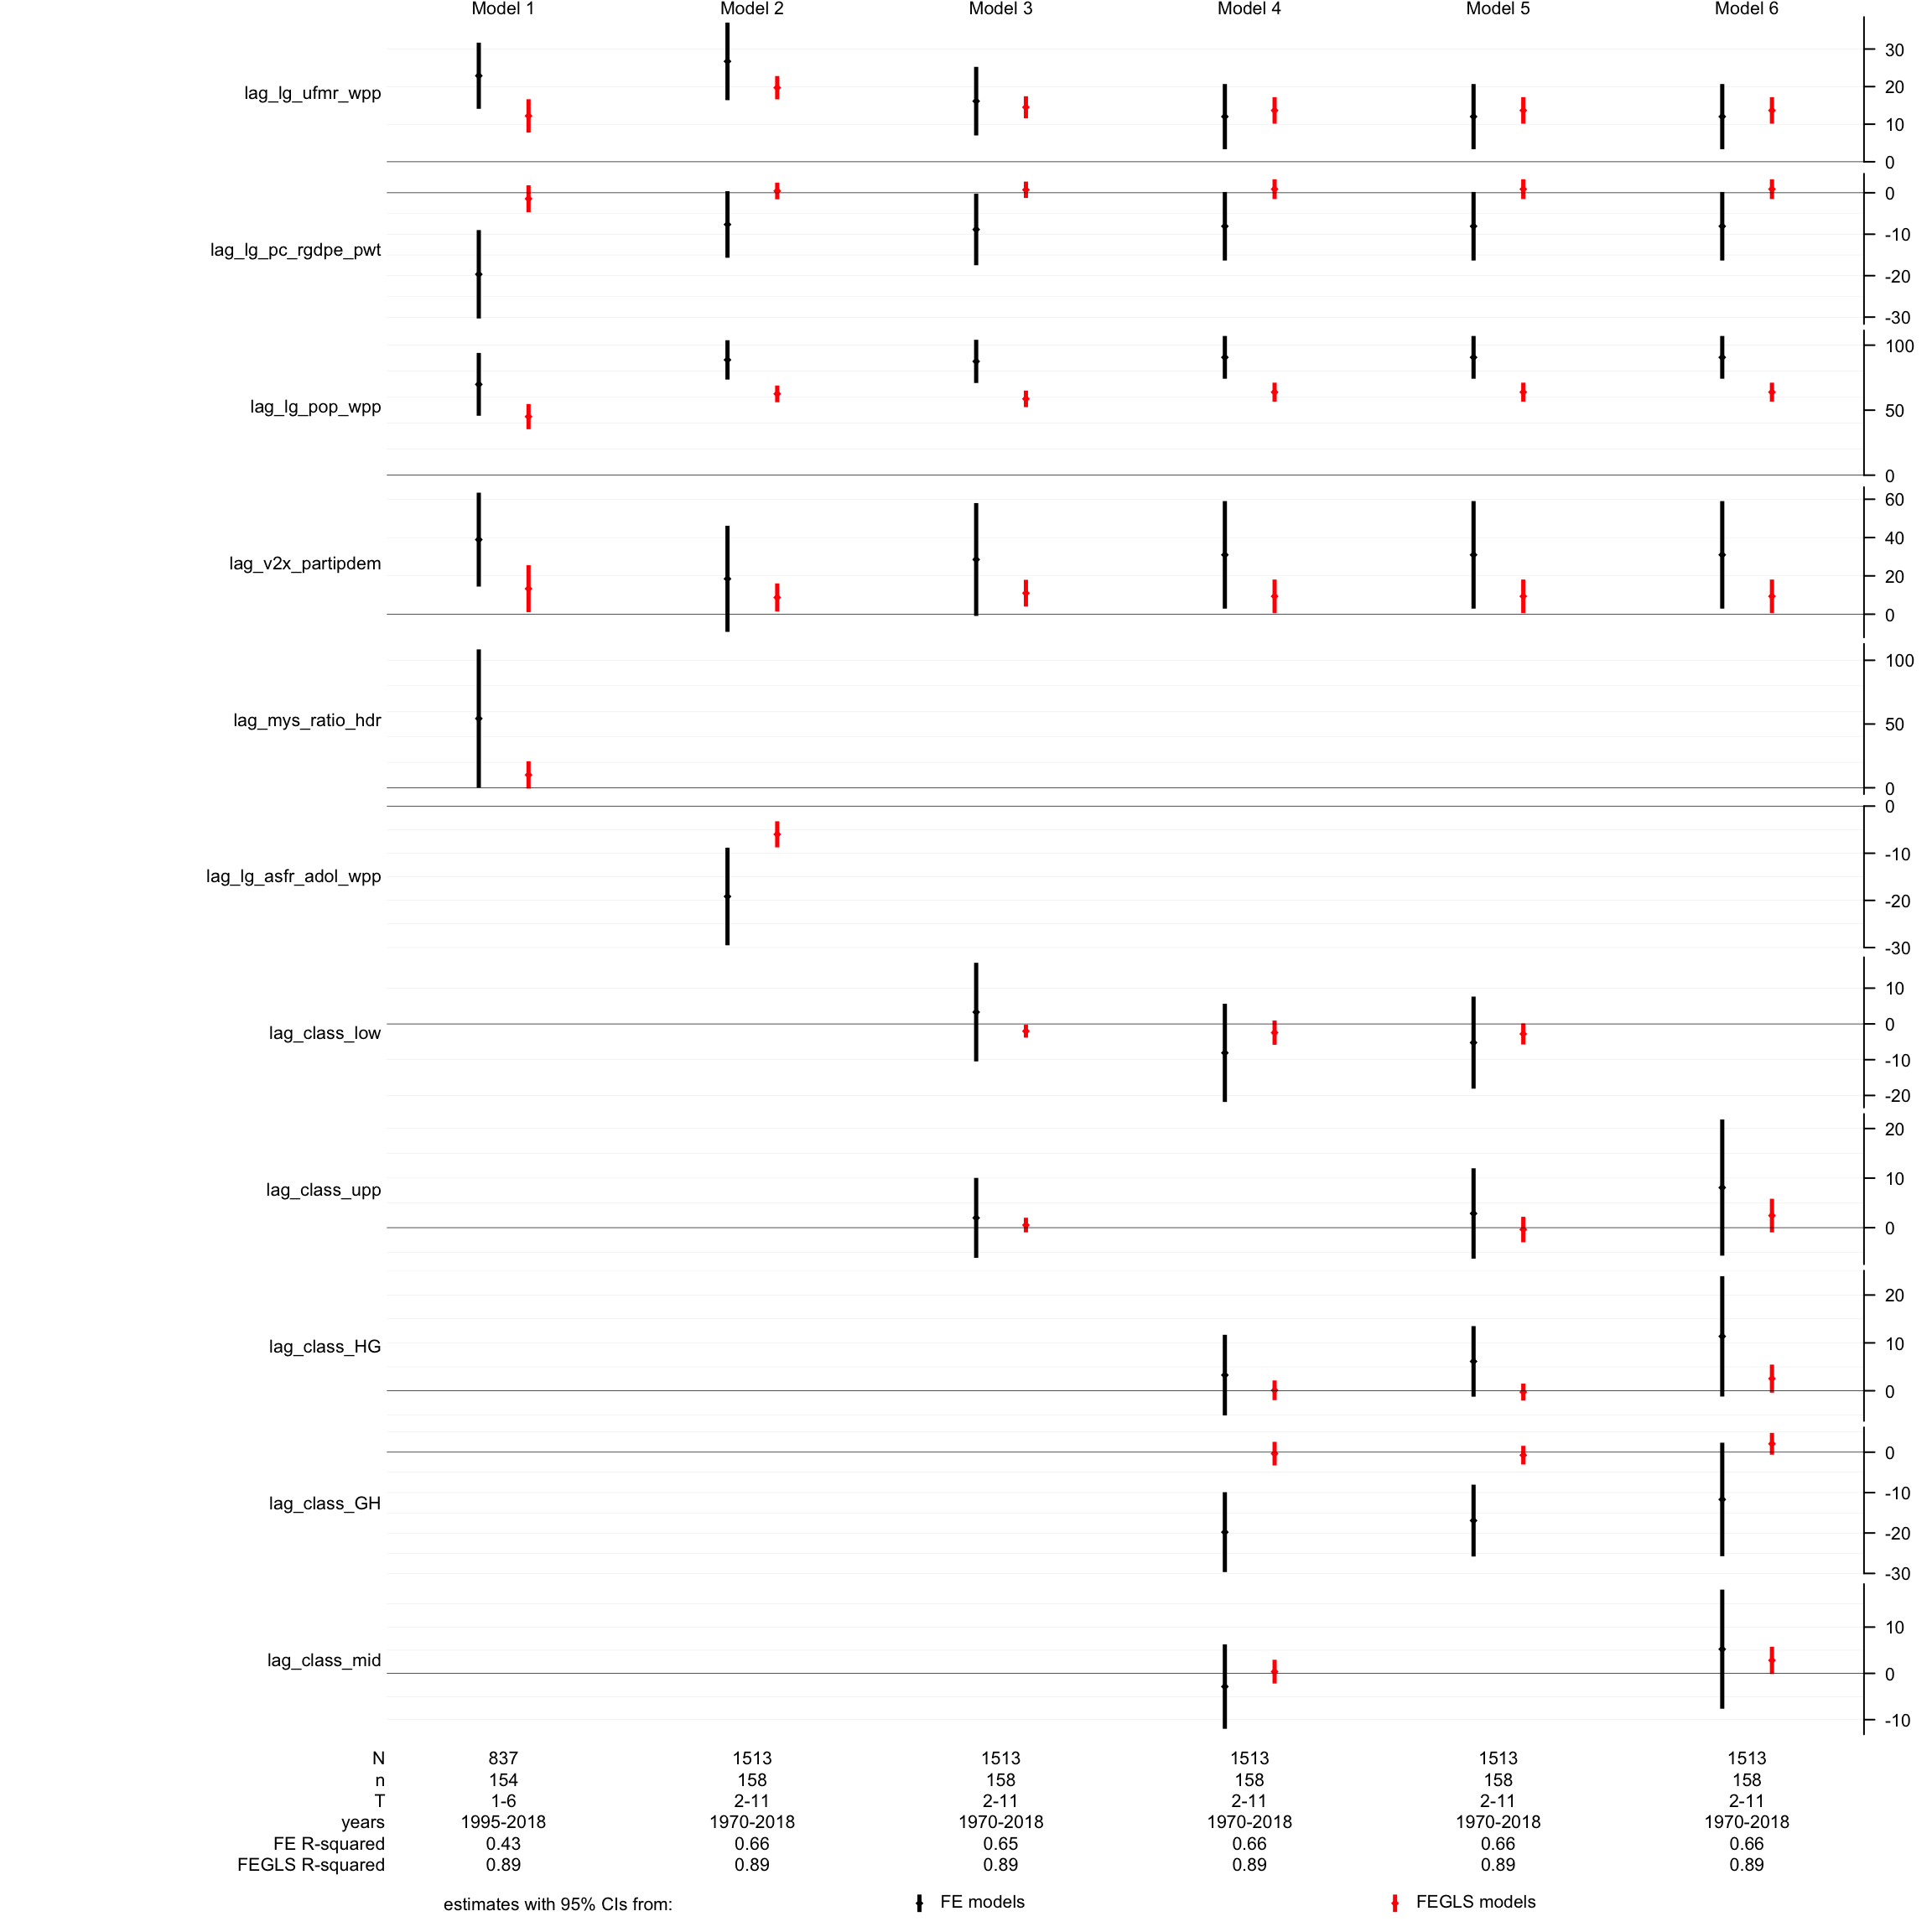 Model 1 Model 2 Model 3 Model 4 Model 5 Model 6
lag_lg_ufmr_wpp
30
20
10
0
lag_lg_pc_rgdpe_pwt
0
-10
-20
-30
lag_lg_pop_wpp
100
50
0
lag_v2x_partipdem
60
40
20
0
lag_mys_ratio_hdr
100
50
0
lag_lg_asfr_adol_wpp
0
-10
-20
-30
lag_class_low
10
0
-10
-20
lag_class_upp
20
10
0
lag_class_HG
20
10
0
lag_class_GH
0
-10
-20
-30
lag_class_mid
10
0
-10
N 837 1513 1513 1513 1513 1513
n 154 158 158 158 158 158
T 1-6 2-11 2-11 2-11 2-11 2-11
years 1995-2018 1970-2018 1970-2018 1970-2018 1970-2018 1970-2018
FE R-squared 0.43 0.66 0.65 0.66 0.66 0.66
FEGLS R-squared 0.89 0.89 0.89 0.89 0.89 0.89
estimates with 95% CIs from: FE models FEGLS models